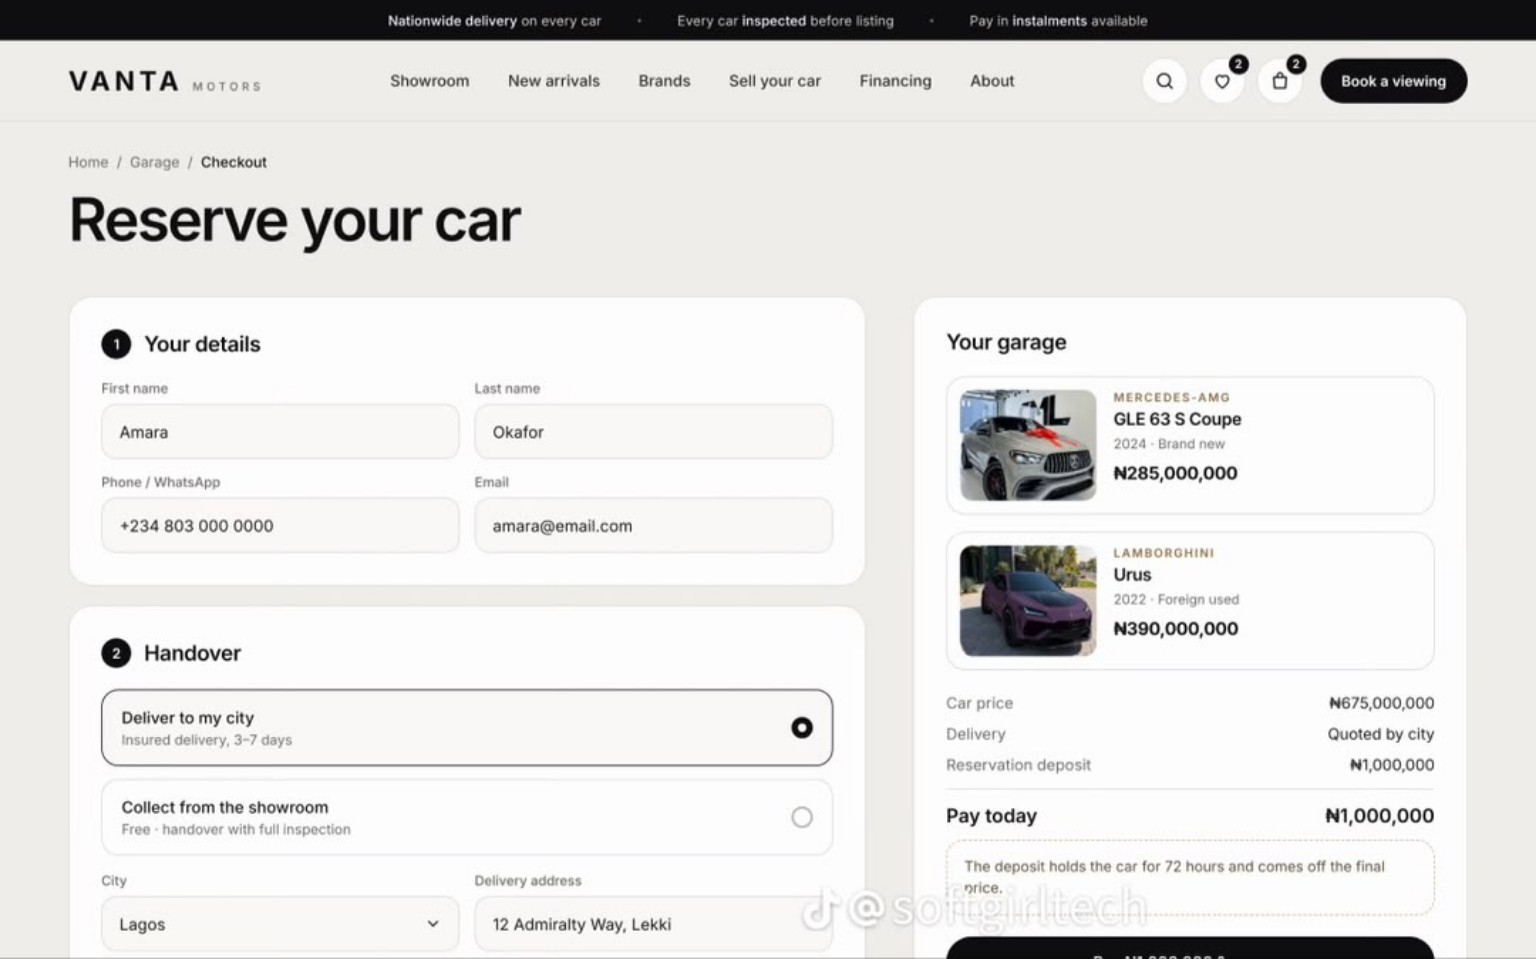 Nationwide delivery on every car • Every car inspected before listing • Pay in instalments available
VANTA MOTORS
Showroom New arrivals Brands Sell your car Financing About
2 2
Book a viewing
Home / Garage / Checkout
Reserve your car
1 Your details
First name
Amara
Last name
Okafor
Phone / WhatsApp
+234 803 000 0000
Email
amara@email.com
2 Handover
Deliver to my city
Insured delivery, 3–7 days
Collect from the showroom
Free · handover with full inspection
City
Lagos
Delivery address
12 Admiralty Way, Lekki
Your garage
MERCEDES-AMG
GLE 63 S Coupe
2024 · Brand new
₦285,000,000
LAMBORGHINI
Urus
2022 · Foreign used
₦390,000,000
Car price ₦675,000,000
Delivery Quoted by city
Reservation deposit ₦1,000,000
Pay today ₦1,000,000
The deposit holds the car for 72 hours and comes off the final
price.
@softgirltech